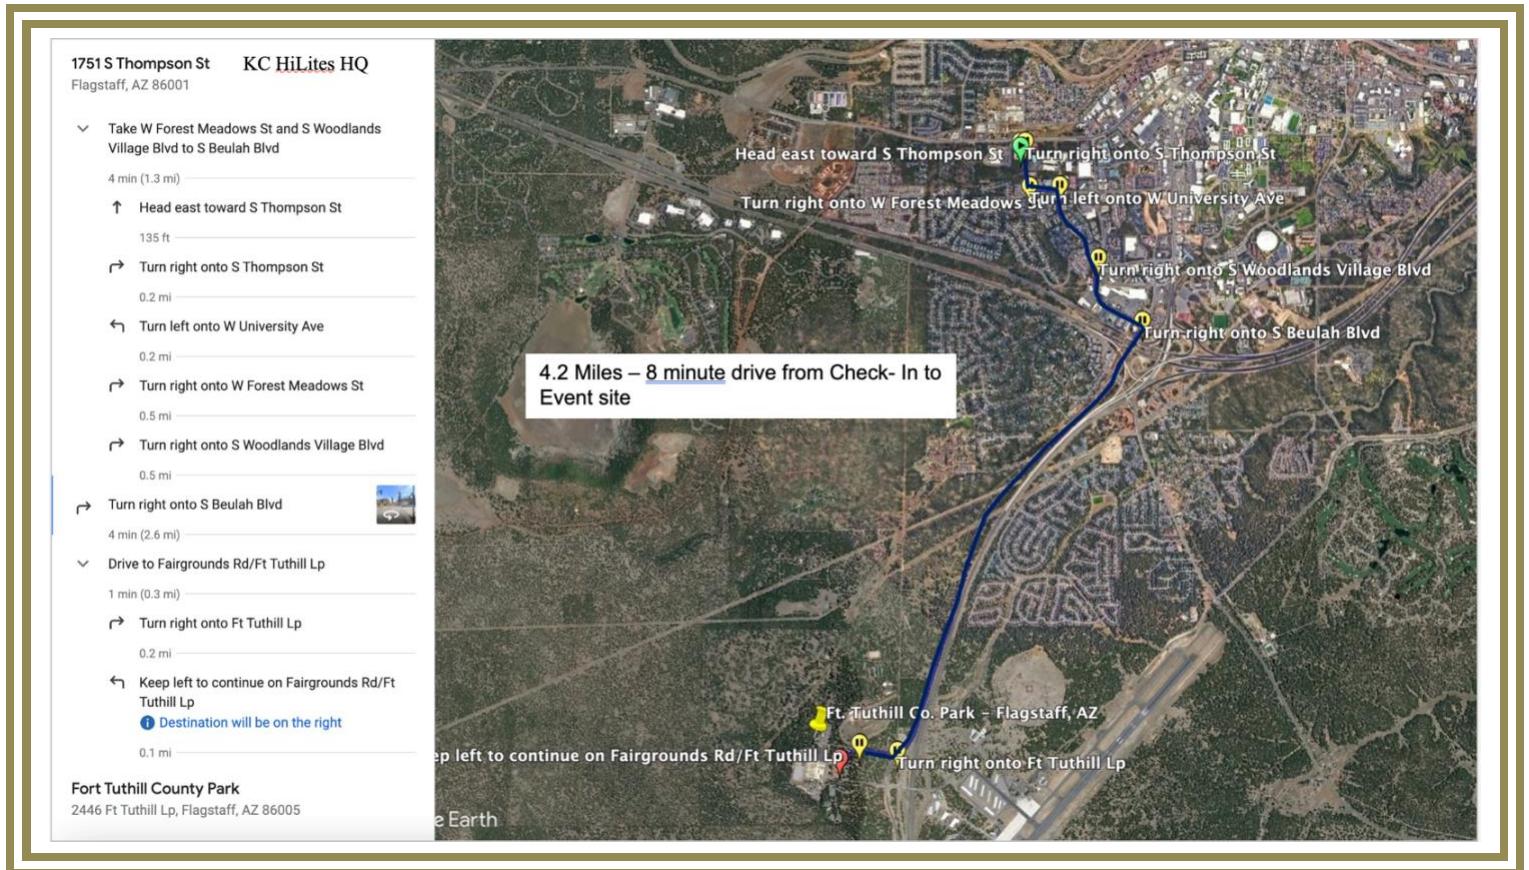 1751 S Thompson St KC HiLites HQ
Flagstaff, AZ 86001
Take W Forest Meadows St and S Woodlands
Village Blvd to S Beulah Blvd
4 min (1.3 mi)
Head east toward S Thompson St
135 ft
Turn right onto S Thompson St
0.2 mi
Turn left onto W University Ave
0.2 mi
Turn right onto W Forest Meadows St
0.5 mi
Turn right onto S Woodlands Village Blvd
0.5 mi
Turn right onto S Beulah Blvd
4 min (2.6 mi)
Drive to Fairgrounds Rd/Ft Tuthill Lp
1 min (0.3 mi)
Turn right onto Ft Tuthill Lp
0.2 mi
Keep left to continue on Fairgrounds Rd/Ft
Tuthill Lp
Destination will be on the right
0.1 mi
Fort Tuthill County Park
2446 Ft Tuthill Lp, Flagstaff, AZ 86005
Head east toward S Thompson St
Turn right onto S Thompson St
Turn right onto W Forest Meadows St
Turn left onto W University Ave
Turn right onto S Woodlands Village Blvd
Turn right onto S Beulah Blvd
4.2 Miles – 8 minute drive from Check- In to
Event site
Ft. Tuthill Co. Park - Flagstaff, AZ
ep left to continue on Fairgrounds Rd/Ft Tuthill Lp
Turn right onto Ft Tuthill Lp
e Earth